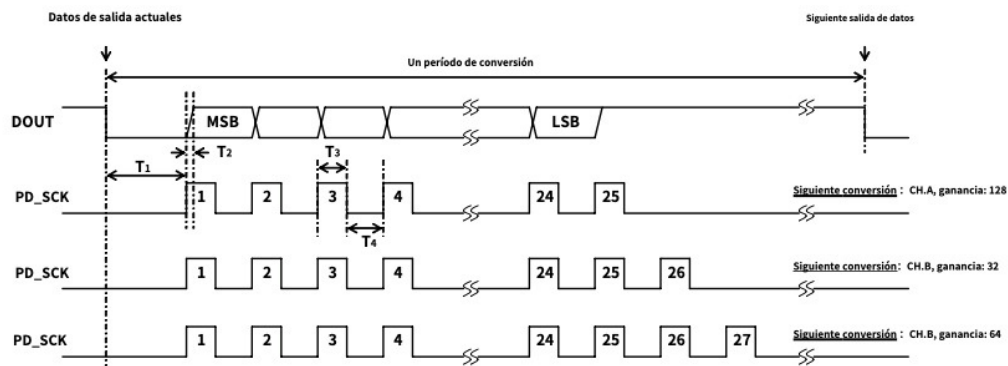 Datos de salida actuales
Siguiente salida de datos
Un período de conversión
DOUT
MSB
LSB
T1
T2
T3
PD_SCK
1
2
3
4
24
25
Siguiente conversión: CH.A, ganancia: 128
T4
PD_SCK
1
2
3
4
24
25
26
Siguiente conversión: CH.B, ganancia: 32
PD_SCK
1
2
3
4
24
25
26
27
Siguiente conversión: CH.B, ganancia: 64